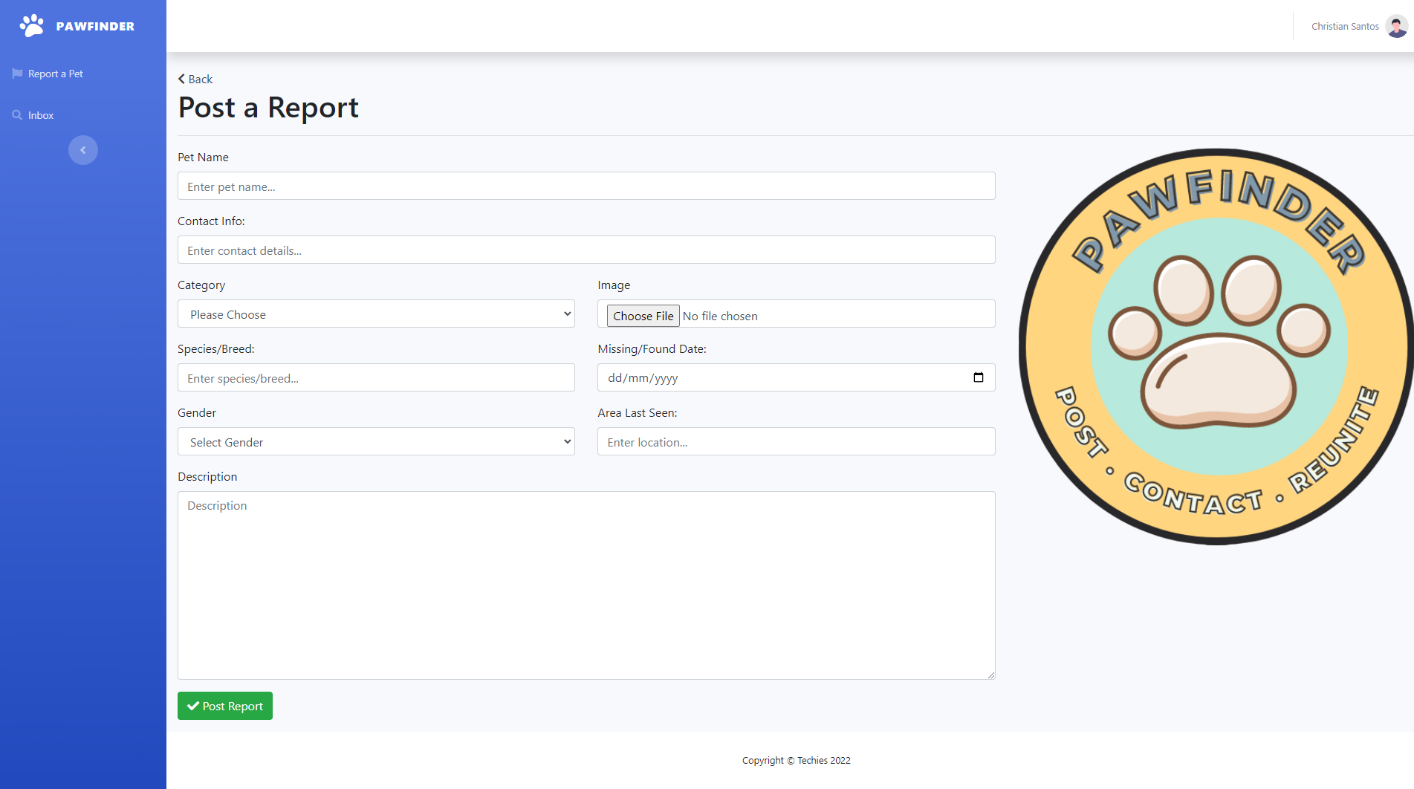 PAWFINDER
Christian Santos
Report a Pet
Inbox
Back
Post a Report
Pet Name
Enter pet name...
Contact Info:
Enter contact details...
Category
Image
Please Choose
Choose File No file chosen
Species/Breed:
Missing/Found Date:
Enter species/breed...
dd/mm/yyyy
Gender
Area Last Seen:
Select Gender
Enter location...
Description
Description
Post Report
PAWFINDER
POST • CONTACT • REUNITE
Copyright © Techies 2022